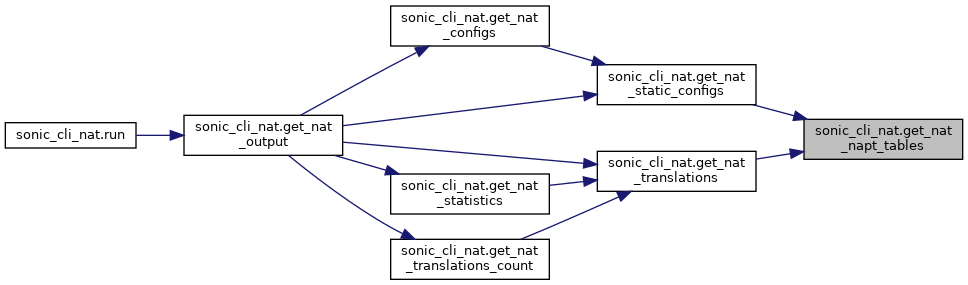 sonic_cli_nat.run
sonic_cli_nat.get_nat
_output
sonic_cli_nat.get_nat
_configs
sonic_cli_nat.get_nat
_statistics
sonic_cli_nat.get_nat
_translations_count
sonic_cli_nat.get_nat
_static_configs
sonic_cli_nat.get_nat
_translations
sonic_cli_nat.get_nat
_napt_tables